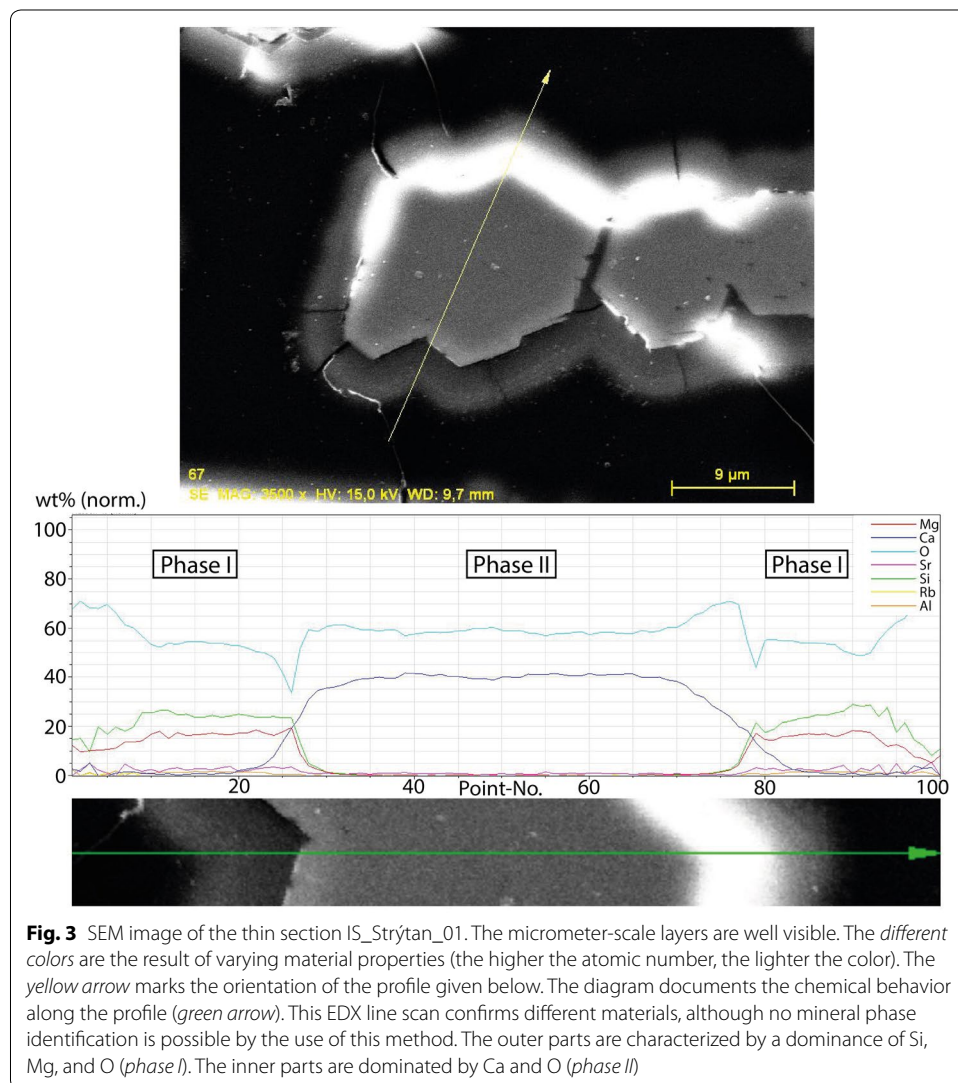 67
SE MAG: 3500 x HV: 15,0 kV WD: 9,7 mm
9 µm
wt% (norm.)
100
80
60
40
20
0
Phase I
Phase II
Phase I
Mg
Ca
O
Sr
Si
Rb
Al
20
40
Point-No.
60
80
100
Fig. 3 SEM image of the thin section IS_Strýtan_01. The micrometer-scale layers are well visible. The different
colors are the result of varying material properties (the higher the atomic number, the lighter the color). The
yellow arrow marks the orientation of the profile given below. The diagram documents the chemical behavior
along the profile (green arrow). This EDX line scan confirms different materials, although no mineral phase
identification is possible by the use of this method. The outer parts are characterized by a dominance of Si,
Mg, and O (phase I). The inner parts are dominated by Ca and O (phase II)